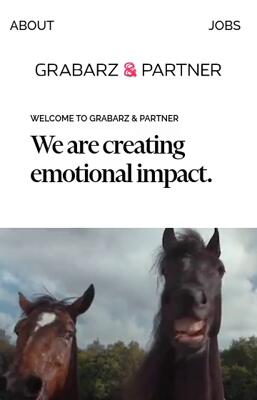 ABOUT
JOBS
GRABARZ & PARTNER
WELCOME TO GRABARZ & PARTNER
We are creating
emotional impact.